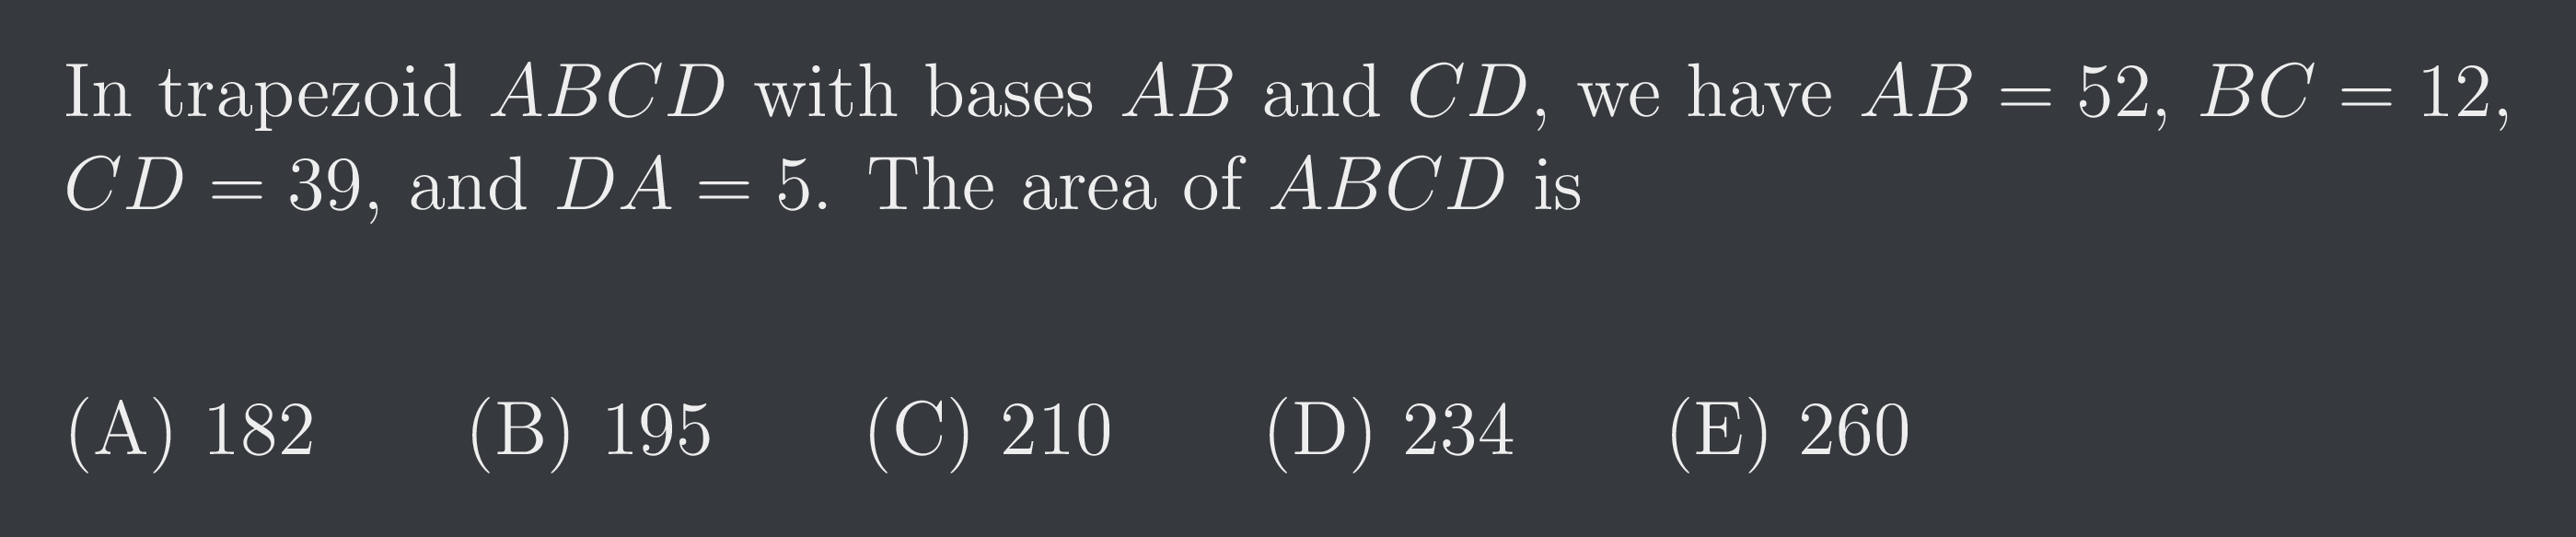 In trapezoid ABCD with bases AB and CD, we have AB = 52, BC = 12,
CD = 39, and DA = 5. The area of ABCD is
(A) 182 (B) 195 (C) 210 (D) 234 (E) 260